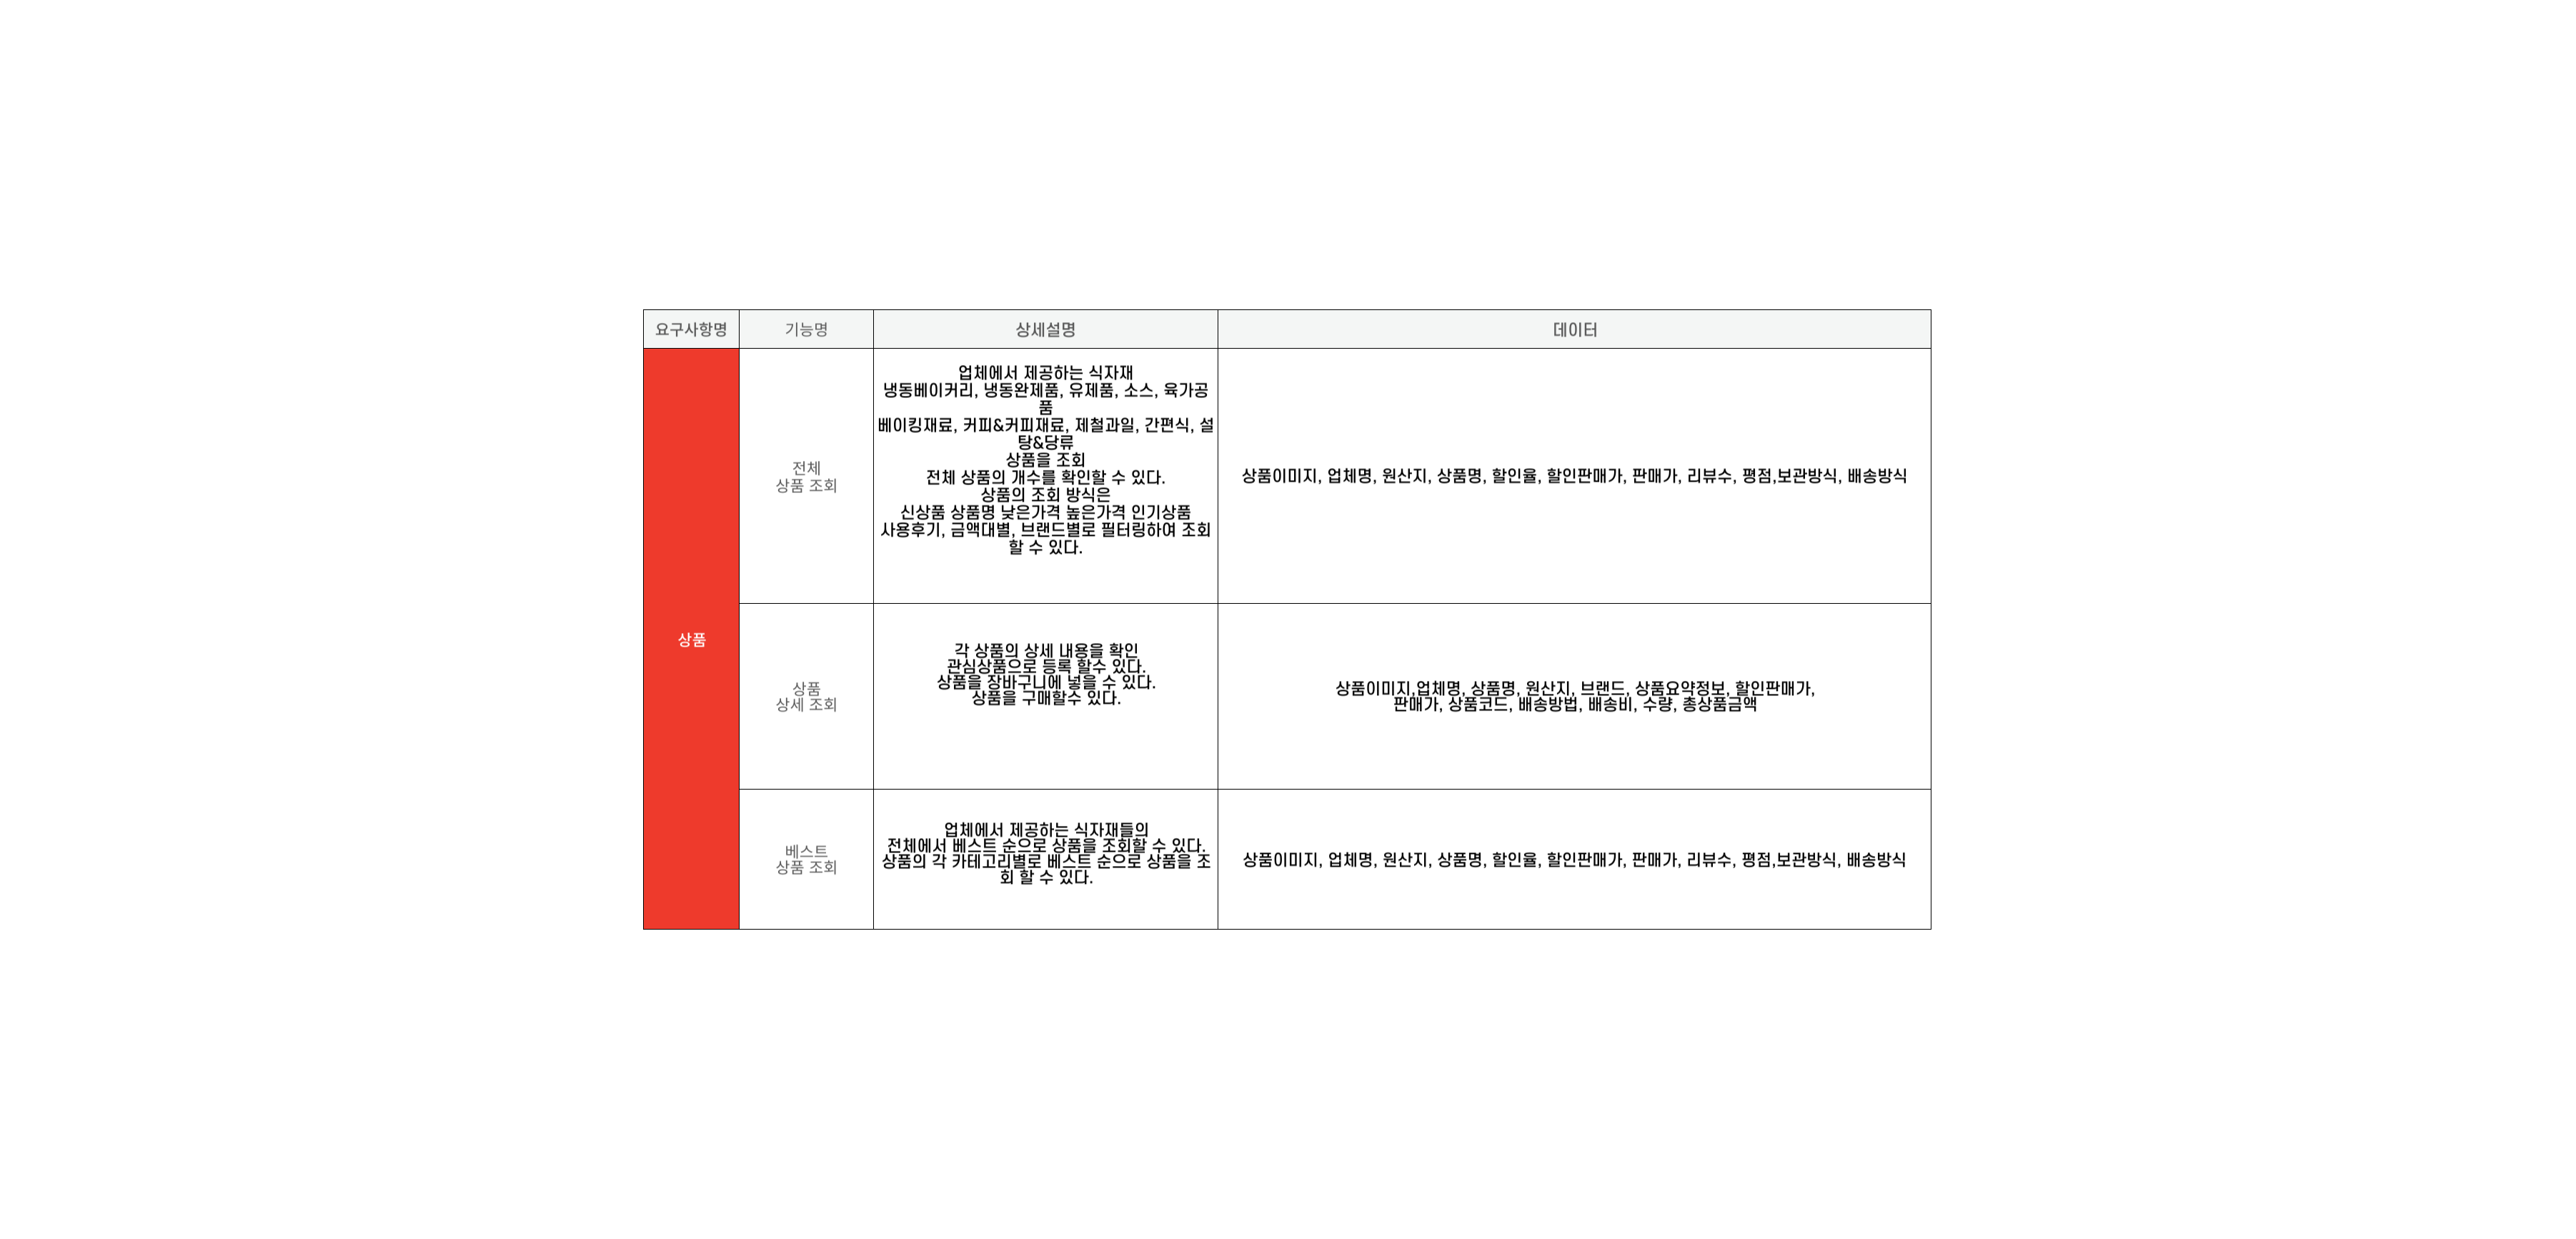 요구사항명 기능명 상세설명 데이터
상품
전체
상품 조회
업체에서 제공하는 식자재
냉동베이커리, 냉동완제품, 유제품, 소스, 육가공
품
베이킹재료, 커피&커피재료, 제철과일, 간편식, 설
탕&당류
상품을 조회
전체 상품의 개수를 확인할 수 있다.
상품의 조회 방식은
신상품 상품명 낮은가격 높은가격 인기상품
사용후기, 금액대별, 브랜드별로 필터링하여 조회
할 수 있다.
상품이미지, 업체명, 원산지, 상품명, 할인율, 할인판매가, 판매가, 리뷰수, 평점,보관방식, 배송방식
상품
상세 조회
각 상품의 상세 내용을 확인
관심상품으로 등록 할수 있다.
상품을 장바구니에 넣을 수 있다.
상품을 구매할수 있다.
상품이미지,업체명, 상품명, 원산지, 브랜드, 상품요약정보, 할인판매가,
판매가, 상품코드, 배송방법, 배송비, 수량, 총상품금액
베스트
상품 조회
업체에서 제공하는 식자재들의
전체에서 베스트 순으로 상품을 조회할 수 있다.
상품의 각 카테고리별로 베스트 순으로 상품을 조
회 할 수 있다.
상품이미지, 업체명, 원산지, 상품명, 할인율, 할인판매가, 판매가, 리뷰수, 평점,보관방식, 배송방식